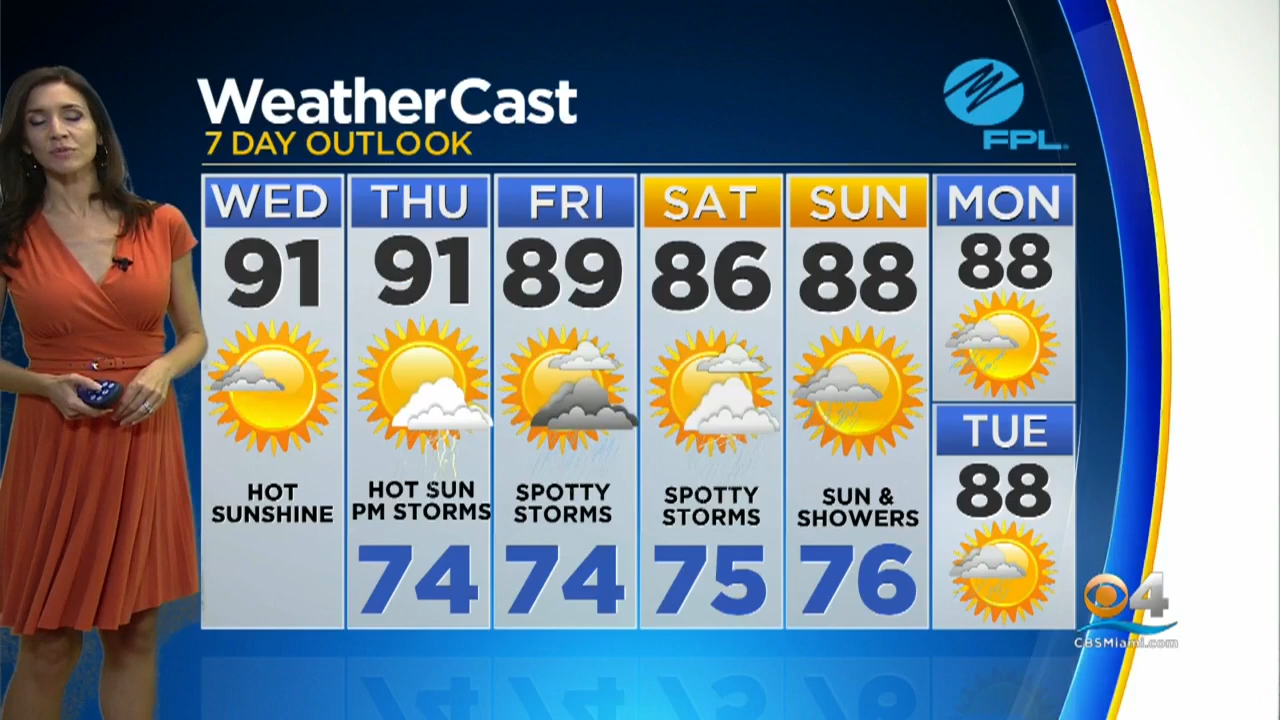 WeatherCast
7 DAY OUTLOOK
FPL.
WED
91
HOT
SUNSHINE
THU
91
HOT SUN
PM STORMS
74
FRI
89
SPOTTY
STORMS
74
SAT
86
SPOTTY
STORMS
75
SUN
88
SUN &
SHOWERS
76
MON
88
TUE
88
4
CBSMiami.com